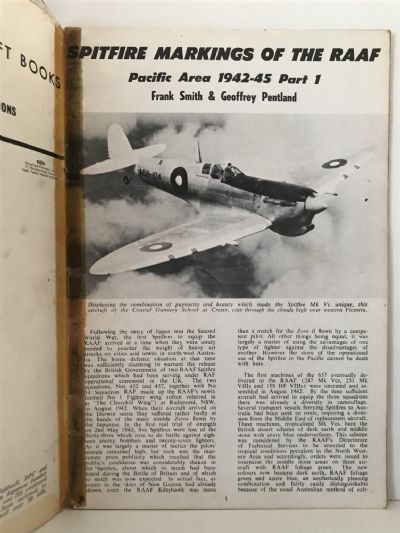 FT BOOKS
IONS
SPITFIRE MARKINGS OF THE RAAF
Pacific Area 1942-45 Part 1
Frank Smith & Geoffrey Pentland
A58-104
Displaying the combination of pugnacity and beauty which made the Spitfire Mk Vc unique, this
aircraft of the Central Gunnery School at Cressy, cuts through the clouds high over western Victoria.
Following the entry of Japan into the Second
World War, the first Spitfires to equip the
RAAF arrived at a time when they were sorely
needed to counter the sporadic enemy air
attacks on cities and towns in north-west Austra-
lia. The home defence situation at that time
was sufficiently alarming to warrant the release
by the British Government of two RAAF Spitfire
squadrons which had been serving under RAF
operational command in the UK. The two
squadrons, Nos 452 and 457, together with No
54 Squadron RAF made up the newly
formed No 1 Fighter wing (often referred to
as "The Churchill Wing") at Richmond, NSW,
in August 1942. When their aircraft arrived on
the Darwin scene they suffered rather badly at
the hands of the more experienced
the Japanese. In the first real trial of strength
on 2nd May 1943, five Spitfires were lost of the
thirty-three which rose to do battle against eigh-
teen enemy bombers and twenty-seven fighters.
As it was largely a matter of tactics the pilots'
morale remained high, but such was the inac-
curate press publicity which resulted that the
public's confidence was considerably shaken in
the Spitfire, about which so much had been
heard during the Battle of Britain and of which
so much was now expected. In actual fact, as
events in the skies of New Guinea had already
shown, even the RAAF Kittyhawk was more
than a match for the Zero if flown by a compe-
tent pilot. All other things being equal, it was
largely a matter of using the advantages of one
type of fighter against the disadvantages of
another. However the story of the operational
use of the Spitfire in the Pacific cannot be dealt
with here.
The first machines of the 657 eventually de-
livered to the RAAF (247 Mk Vcs, 251 Mk
VIIIs and 159 HF VIIIs) were uncrated and as-
sembled in August 1942. By the time sufficient
aircraft had arrived to equip the three squadrons
there was already a diversity in camouflage.
Several transport vessels ferrying Spitfires to Aus-
tralia had been sunk en route, requiring a diver-
sion from the Middle East of replacement aircraft.
These machines, tropicalized Mk Vcs, bore the
British desert scheme of dark earth and middle
stone with azure blue undersurfaces. This scheme
was considered by the RAAF's Directorate
of Technical Services to be unsuited to the
tropical conditions prevalent in the North West-
ern Area and accordingly, orders were issued to
overpaint the middle stone areas on these air-
craft with RAAF foliage green. The new
colours now became dark earth, RAAF foliage
green and azure blue, an aesthetically pleasing
combination and fairly easily distinguishable
because of the usual Australian method of soft-
1